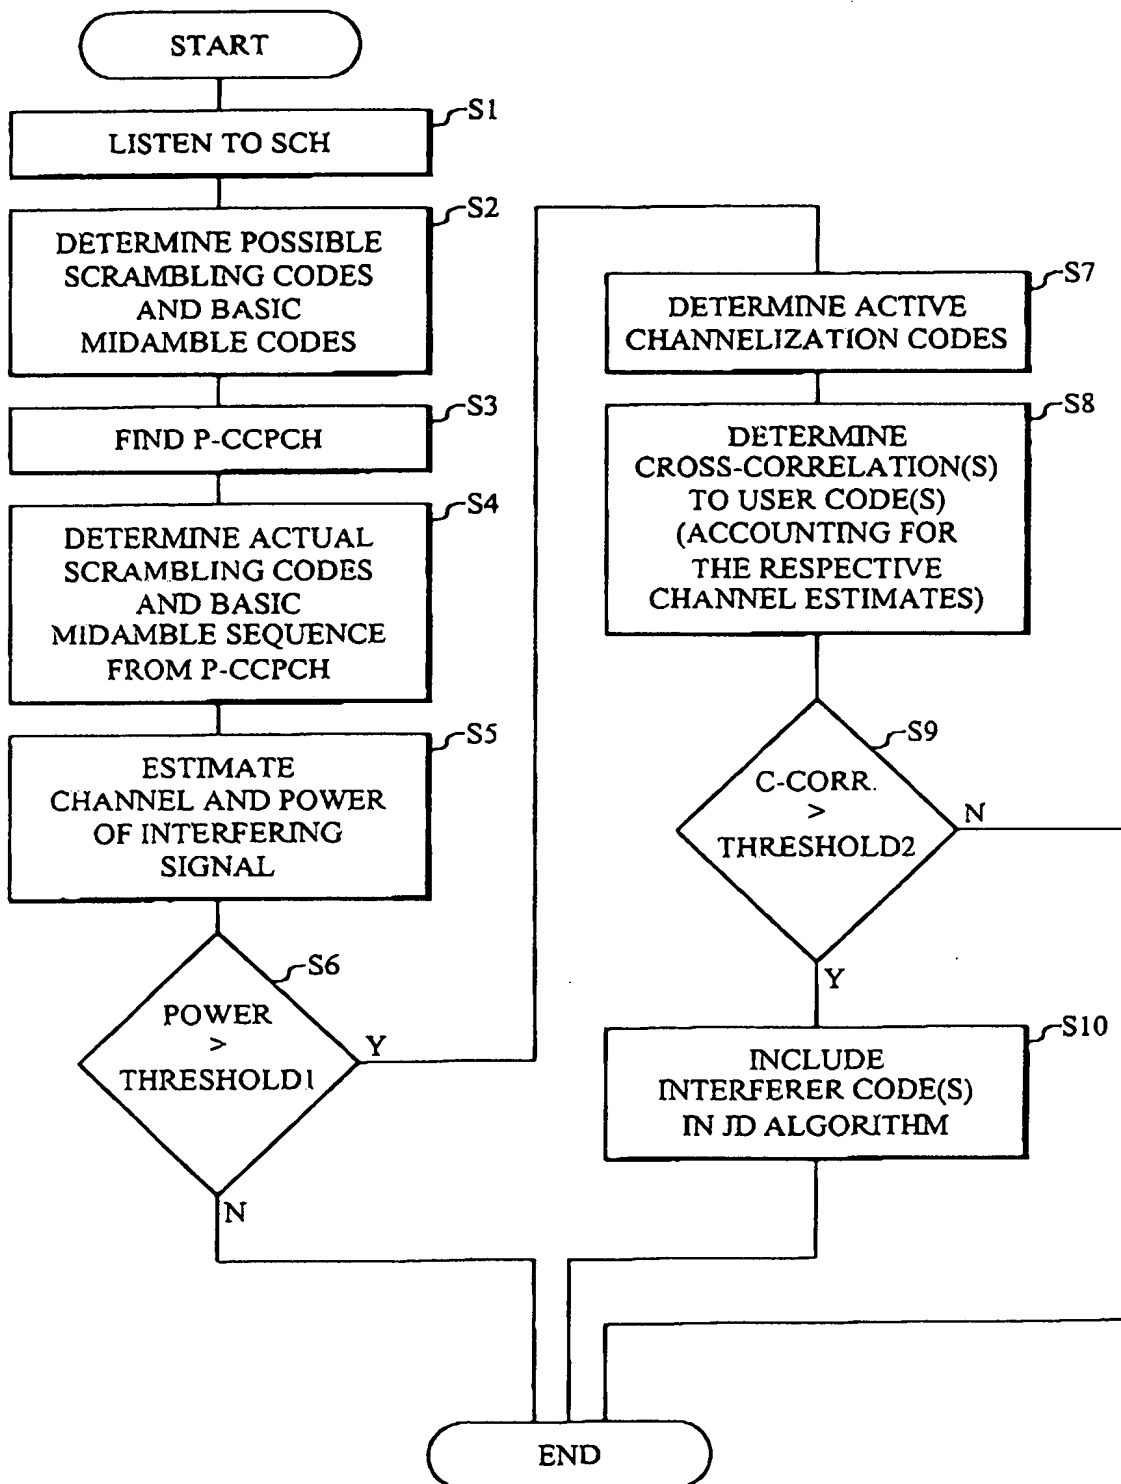 START
S1
LISTEN TO SCH
S2
DETERMINE POSSIBLE
SCRAMBLING CODES
AND BASIC
MIDAMBLE CODES
S3
FIND P-CCPCH
S4
DETERMINE ACTUAL
SCRAMBLING CODES
AND BASIC
MIDAMBLE SEQUENCE
FROM P-CCPCH
S5
ESTIMATE
CHANNEL AND POWER
OF INTERFERING
SIGNAL
S6
POWER
>
THRESHOLD1
Y
N
S7
DETERMINE ACTIVE
CHANNELIZATION CODES
S8
DETERMINE
CROSS-CORRELATION(S)
TO USER CODE(S)
(ACCOUNTING FOR
THE RESPECTIVE
CHANNEL ESTIMATES)
S9
C-CORR.
>
THRESHOLD2
N
Y
S10
INCLUDE
INTERFERER CODE(S)
IN JD ALGORITHM
END